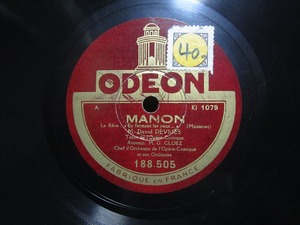 40.-
ODEON
A
KI 1079
MANON
Le Rêve : « En fermant les yeux... » (Massenet)
M. David DEVRIÈS
Ténor de l'Opéra-Comique
Accomp. M. G. CLOEZ
Chef d'Orchestre de l'Opéra-Comique
et son Orchestre
188.505
FABRIQUÉ EN FRANCE